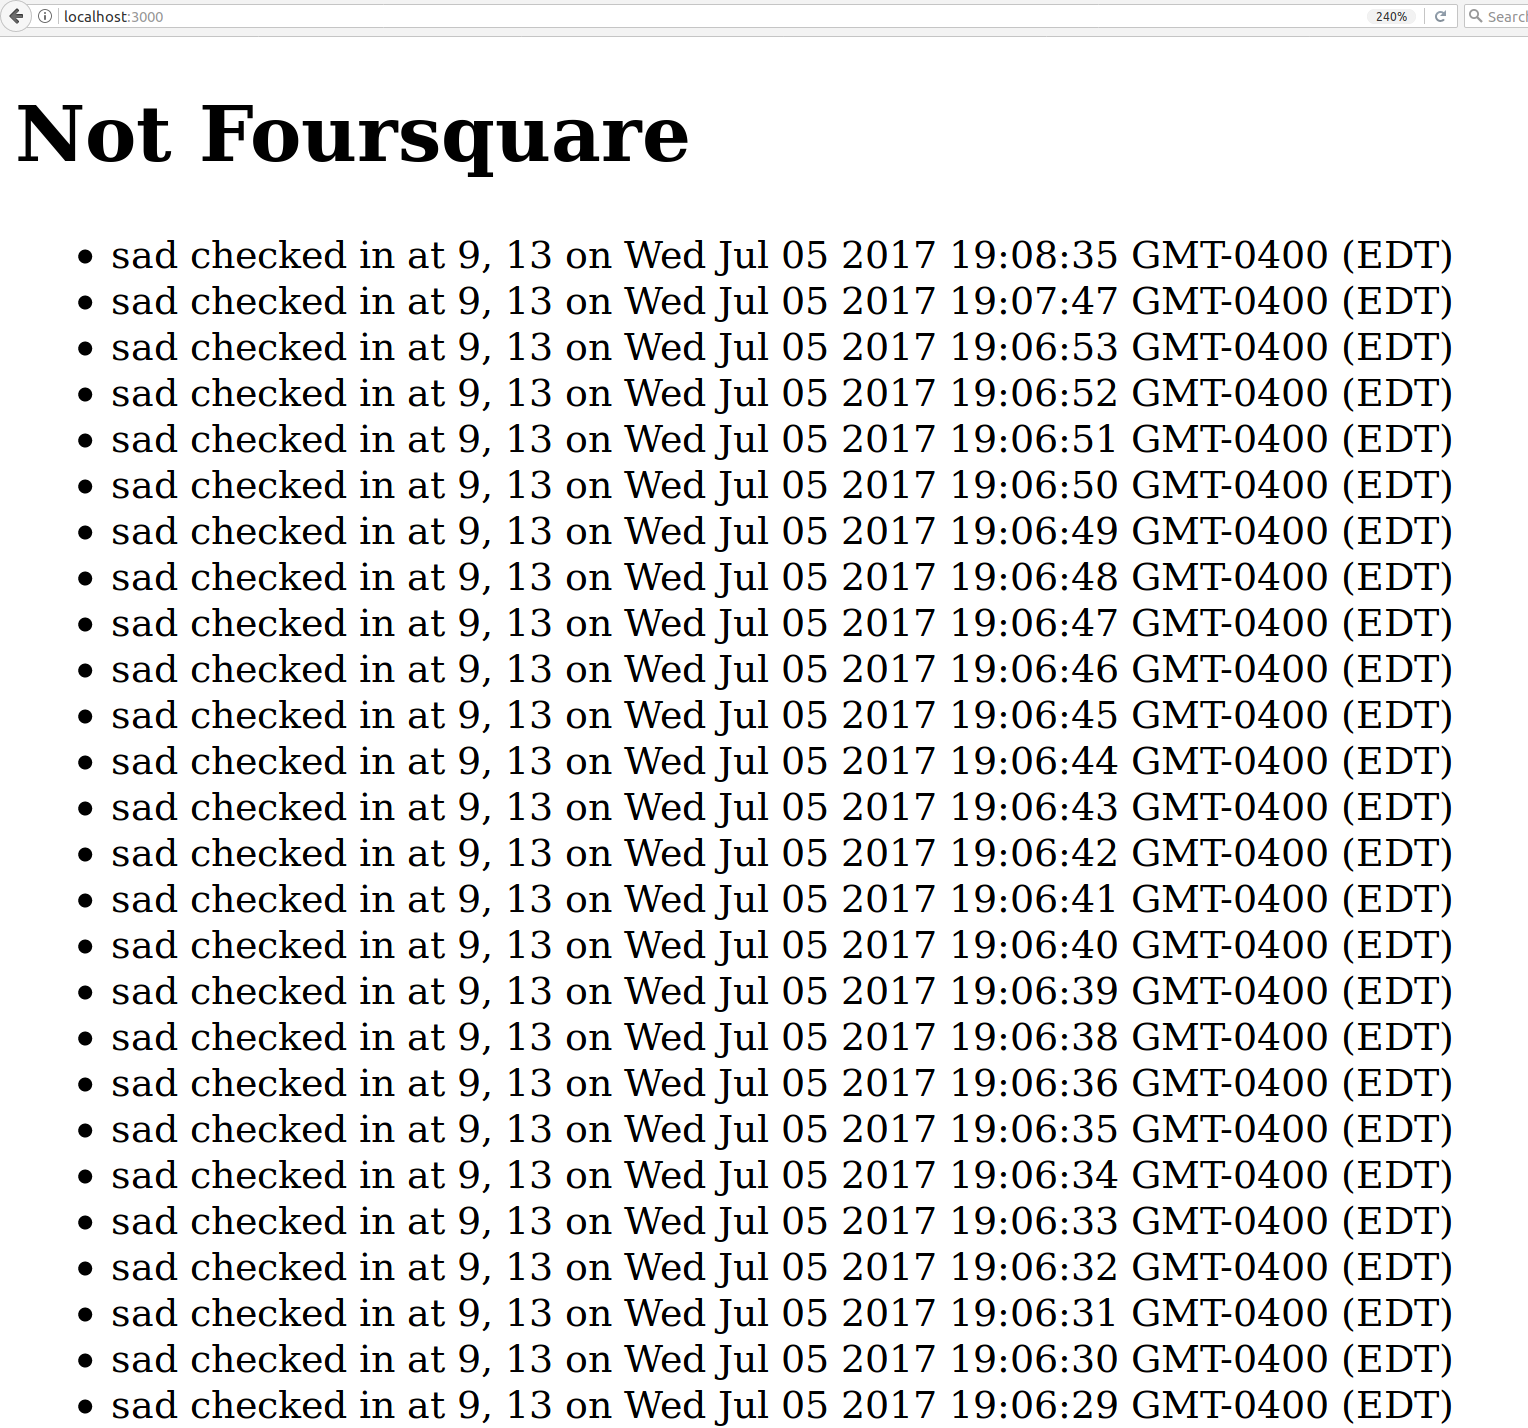 localhost:3000 240% Search
Not Foursquare
sad checked in at 9, 13 on Wed Jul 05 2017 19:08:35 GMT-0400 (EDT)
sad checked in at 9, 13 on Wed Jul 05 2017 19:07:47 GMT-0400 (EDT)
sad checked in at 9, 13 on Wed Jul 05 2017 19:06:53 GMT-0400 (EDT)
sad checked in at 9, 13 on Wed Jul 05 2017 19:06:52 GMT-0400 (EDT)
sad checked in at 9, 13 on Wed Jul 05 2017 19:06:51 GMT-0400 (EDT)
sad checked in at 9, 13 on Wed Jul 05 2017 19:06:50 GMT-0400 (EDT)
sad checked in at 9, 13 on Wed Jul 05 2017 19:06:49 GMT-0400 (EDT)
sad checked in at 9, 13 on Wed Jul 05 2017 19:06:48 GMT-0400 (EDT)
sad checked in at 9, 13 on Wed Jul 05 2017 19:06:47 GMT-0400 (EDT)
sad checked in at 9, 13 on Wed Jul 05 2017 19:06:46 GMT-0400 (EDT)
sad checked in at 9, 13 on Wed Jul 05 2017 19:06:45 GMT-0400 (EDT)
sad checked in at 9, 13 on Wed Jul 05 2017 19:06:44 GMT-0400 (EDT)
sad checked in at 9, 13 on Wed Jul 05 2017 19:06:43 GMT-0400 (EDT)
sad checked in at 9, 13 on Wed Jul 05 2017 19:06:42 GMT-0400 (EDT)
sad checked in at 9, 13 on Wed Jul 05 2017 19:06:41 GMT-0400 (EDT)
sad checked in at 9, 13 on Wed Jul 05 2017 19:06:40 GMT-0400 (EDT)
sad checked in at 9, 13 on Wed Jul 05 2017 19:06:39 GMT-0400 (EDT)
sad checked in at 9, 13 on Wed Jul 05 2017 19:06:38 GMT-0400 (EDT)
sad checked in at 9, 13 on Wed Jul 05 2017 19:06:36 GMT-0400 (EDT)
sad checked in at 9, 13 on Wed Jul 05 2017 19:06:35 GMT-0400 (EDT)
sad checked in at 9, 13 on Wed Jul 05 2017 19:06:34 GMT-0400 (EDT)
sad checked in at 9, 13 on Wed Jul 05 2017 19:06:33 GMT-0400 (EDT)
sad checked in at 9, 13 on Wed Jul 05 2017 19:06:32 GMT-0400 (EDT)
sad checked in at 9, 13 on Wed Jul 05 2017 19:06:31 GMT-0400 (EDT)
sad checked in at 9, 13 on Wed Jul 05 2017 19:06:30 GMT-0400 (EDT)
sad checked in at 9, 13 on Wed Jul 05 2017 19:06:29 GMT-0400 (EDT)